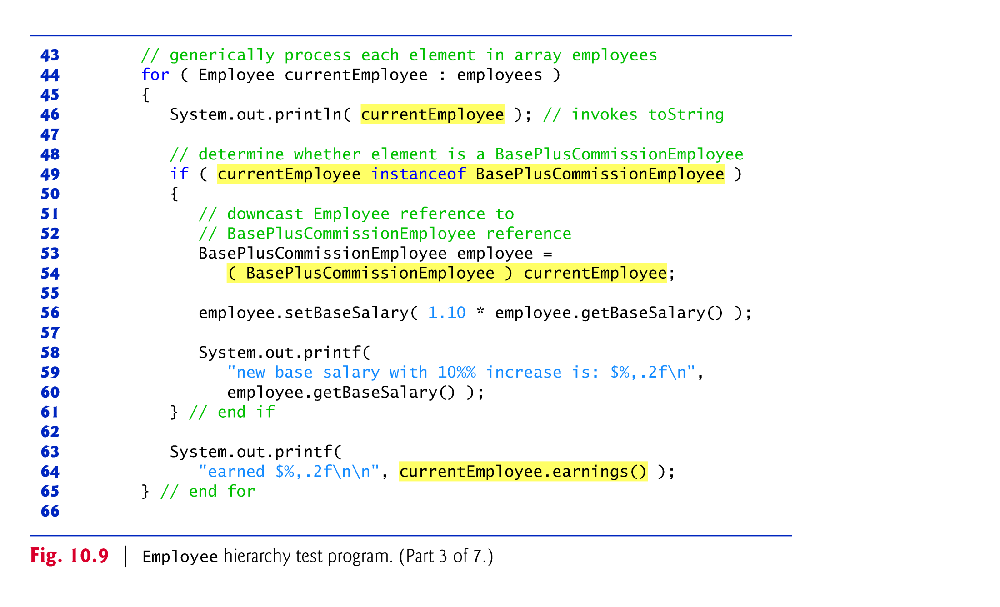 43 // generically process each element in array employees
44 for ( Employee currentEmployee : employees )
45 {
46 System.out.println( currentEmployee ); // invokes toString
47
48 // determine whether element is a BasePlusCommissionEmployee
49 if ( currentEmployee instanceof BasePlusCommissionEmployee )
50 {
51 // downcast Employee reference to
52 // BasePlusCommissionEmployee reference
53 BasePlusCommissionEmployee employee =
54 ( BasePlusCommissionEmployee ) currentEmployee;
55
56 employee.setBaseSalary( 1.10 * employee.getBaseSalary() );
57
58 System.out.printf(
59 "new base salary with 10%% increase is: $%,.2f\n",
60 employee.getBaseSalary() );
61 } // end if
62
63 System.out.printf(
64 "earned $%,.2f\n\n", currentEmployee.earnings() );
65 } // end for
66
Fig. 10.9 | Employee hierarchy test program. (Part 3 of 7.)